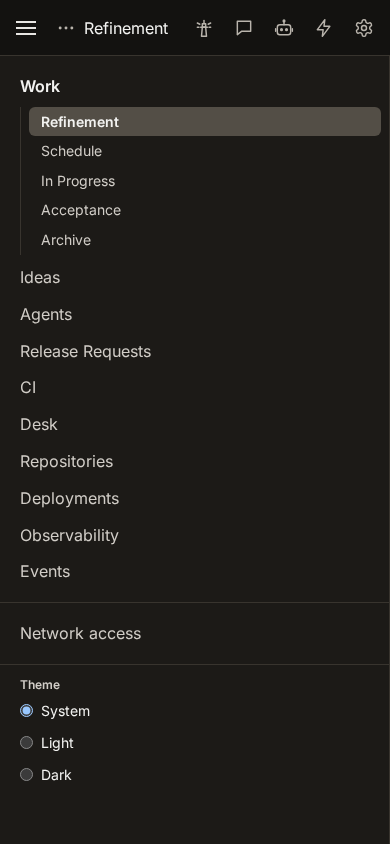 Refinement
Work
Refinement
Schedule
In Progress
Acceptance
Archive
Ideas
Agents
Release Requests
CI
Desk
Repositories
Deployments
Observability
Events
Network access
Theme
System
Light
Dark